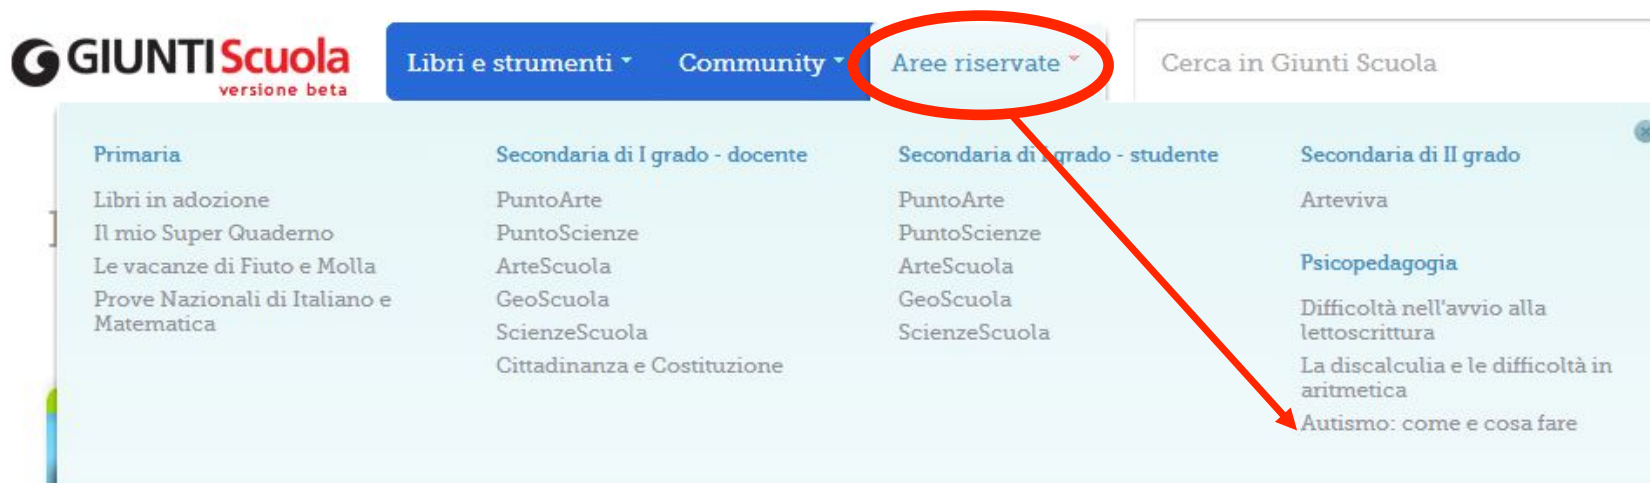 GIUNTI Scuola
versione beta
Libri e strumenti
Community
Aree riservate
Cerca in Giunti Scuola
Primaria
Libri in adozione
Il mio Super Quaderno
Le vacanze di Fiuto e Molla
Prove Nazionali di Italiano e
Matematica
Secondaria di I grado - docente
PuntoArte
PuntoScienze
ArteScuola
GeoScuola
ScienzeScuola
Cittadinanza e Costituzione
Secondaria di I grado - studente
PuntoArte
PuntoScienze
ArteScuola
GeoScuola
ScienzeScuola
Secondaria di II grado
Arteviva
Psicopedagogia
Difficoltà nell'avvio alla
lettoscrittura
La discalculia e le difficoltà in
aritmetica
Autismo: come e cosa fare